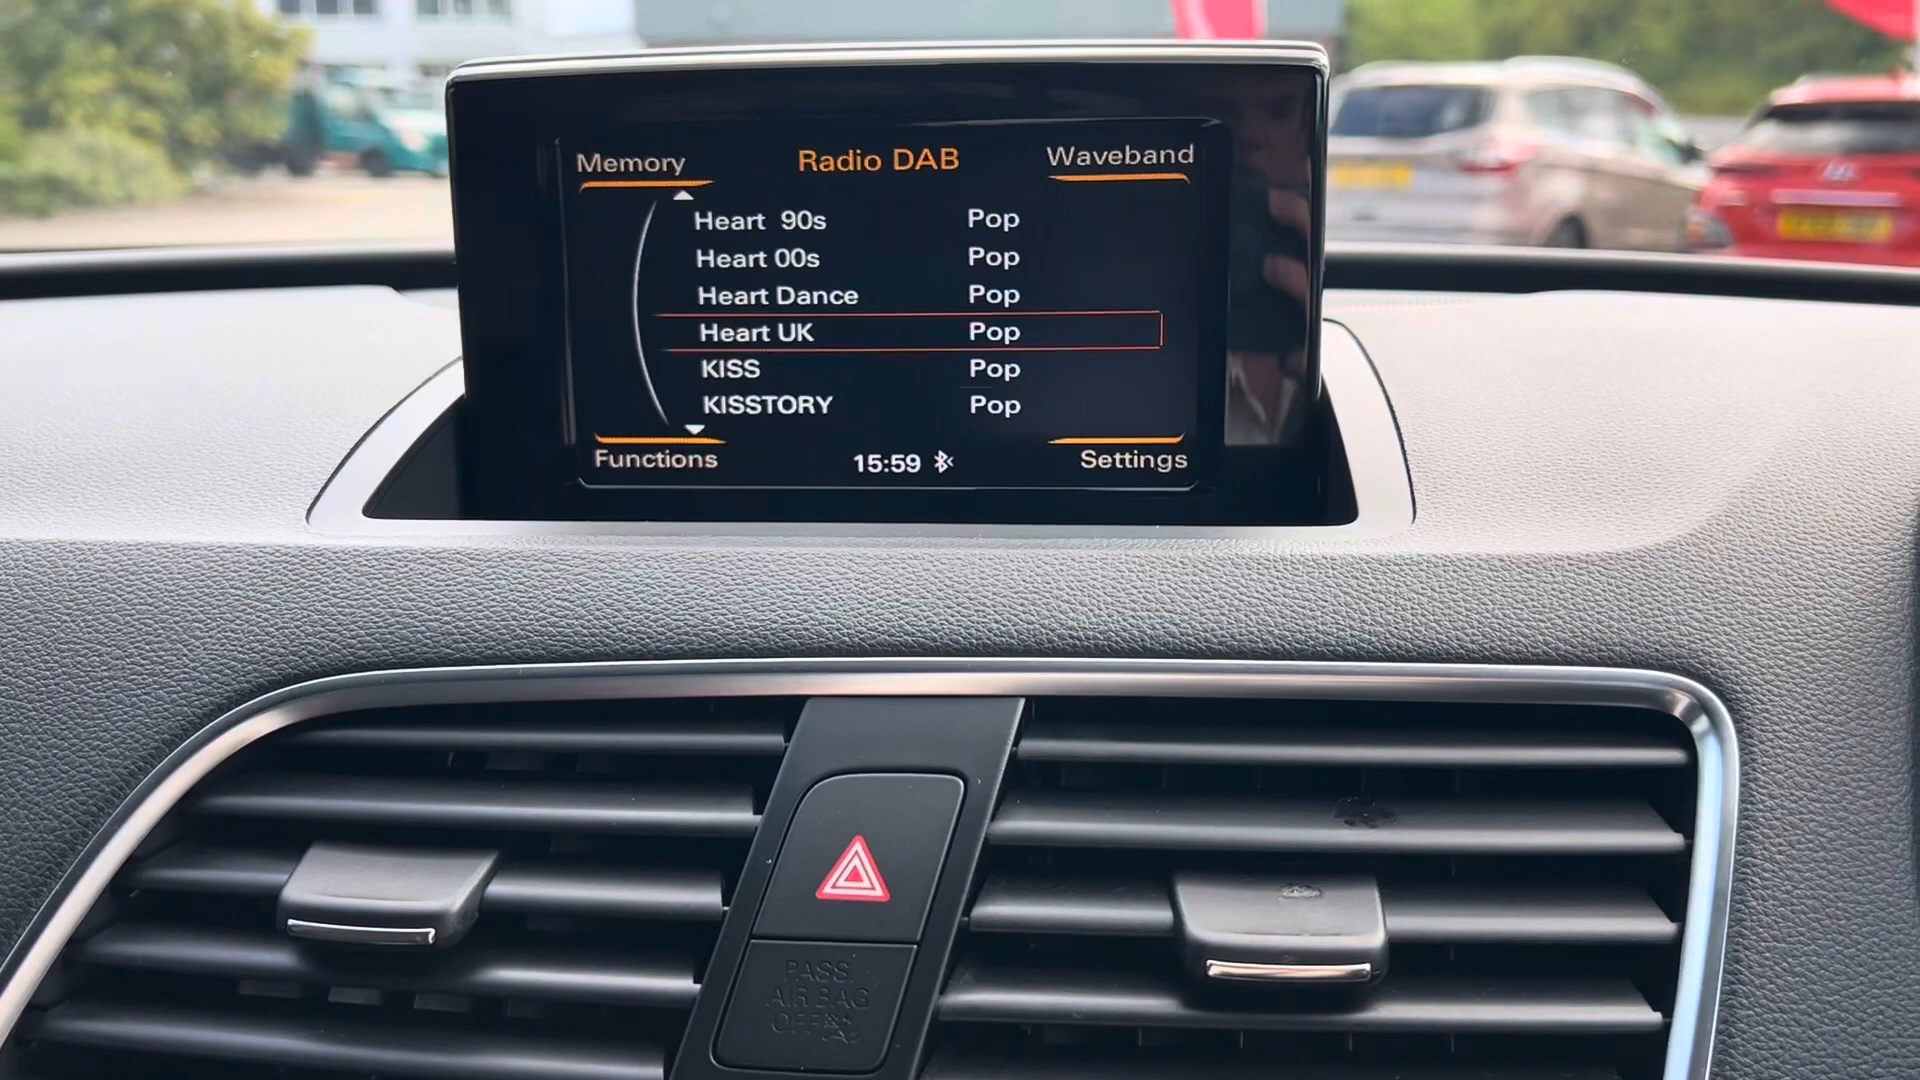 Memory Radio DAB Waveband
Heart 90s Pop
Heart 00s Pop
Heart Dance Pop
Heart UK Pop
KISS Pop
KISSTORY Pop
Functions 15:59 Settings
PASS
AIR BAG
OFF